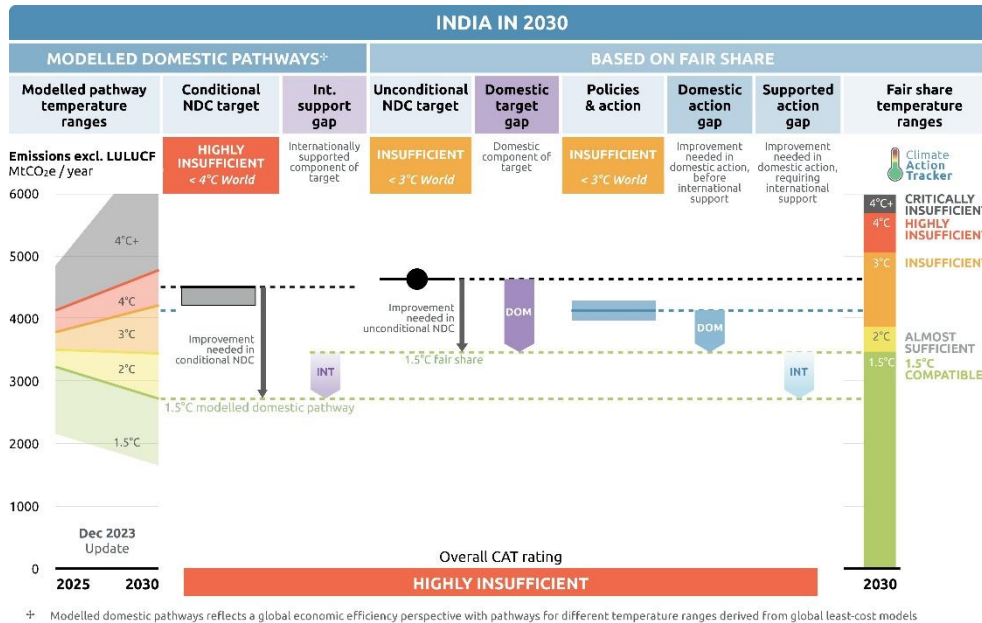 INDIA IN 2030
MODELLED DOMESTIC PATHWAYS✢
BASED ON FAIR SHARE
Modelled pathway
temperature
ranges
Conditional
NDC target
Int.
support
gap
Unconditional
NDC target
Domestic
target
gap
Policies
& action
Domestic
action
gap
Supported
action
gap
Fair share
temperature
ranges
Emissions excl. LULUCF
MtCO₂e / year
HIGHLY
INSUFFICIENT
< 4°C World
Internationally
supported
component of
target
INSUFFICIENT
< 3°C World
Domestic
component of
target
INSUFFICIENT
< 3°C World
Improvement
needed in
domestic action,
before
international
support
Improvement
needed in
domestic action,
requiring
international
support
Climate
Action
Tracker
6000
5000
4000
3000
2000
1000
0
4°C+
4°C
3°C
2°C
1.5°C
Improvement
needed in
conditional NDC
INT
1.5°C modelled domestic pathway
Improvement
needed in
unconditional NDC
1.5°C fair share
DOM
DOM
INT
4°C+
CRITICALLY
INSUFFICIENT
4°C
HIGHLY
INSUFFICIENT
3°C
INSUFFICIENT
2°C
ALMOST
SUFFICIENT
1.5°C
1.5°C
COMPATIBLE
Dec 2023
Update
2025
2030
Overall CAT rating
HIGHLY INSUFFICIENT
2030
✢ Modelled domestic pathways reflects a global economic efficiency perspective with pathways for different temperature ranges derived from global least-cost models